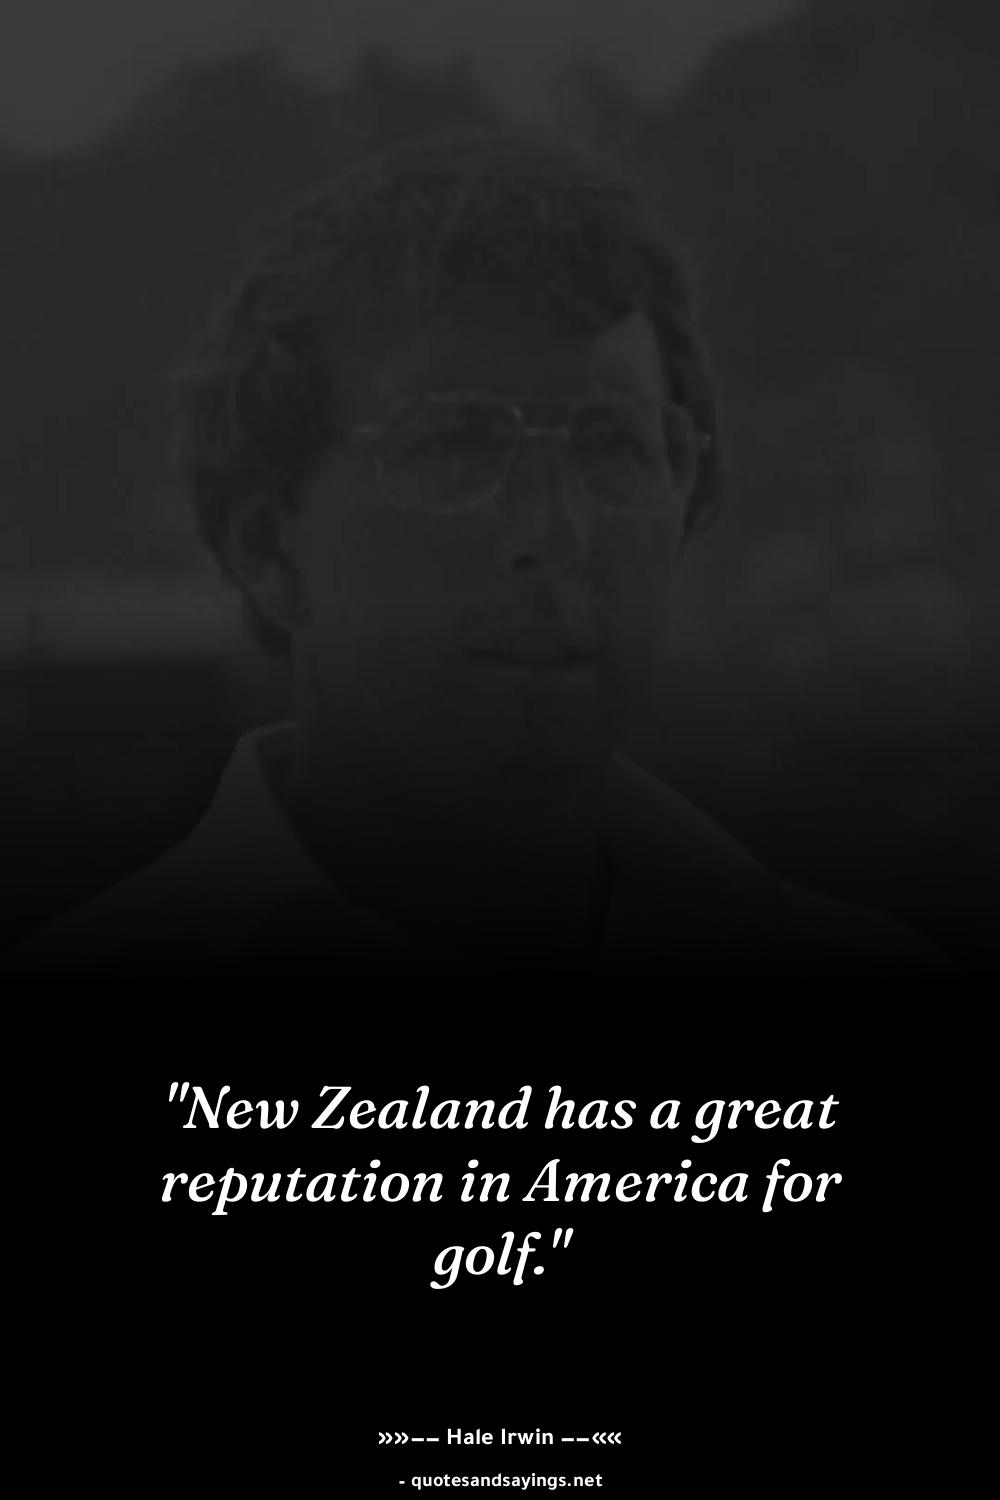 "New Zealand has a great
reputation in America for
golf."
»»−− Hale Irwin −−««
- quotesandsayings.net